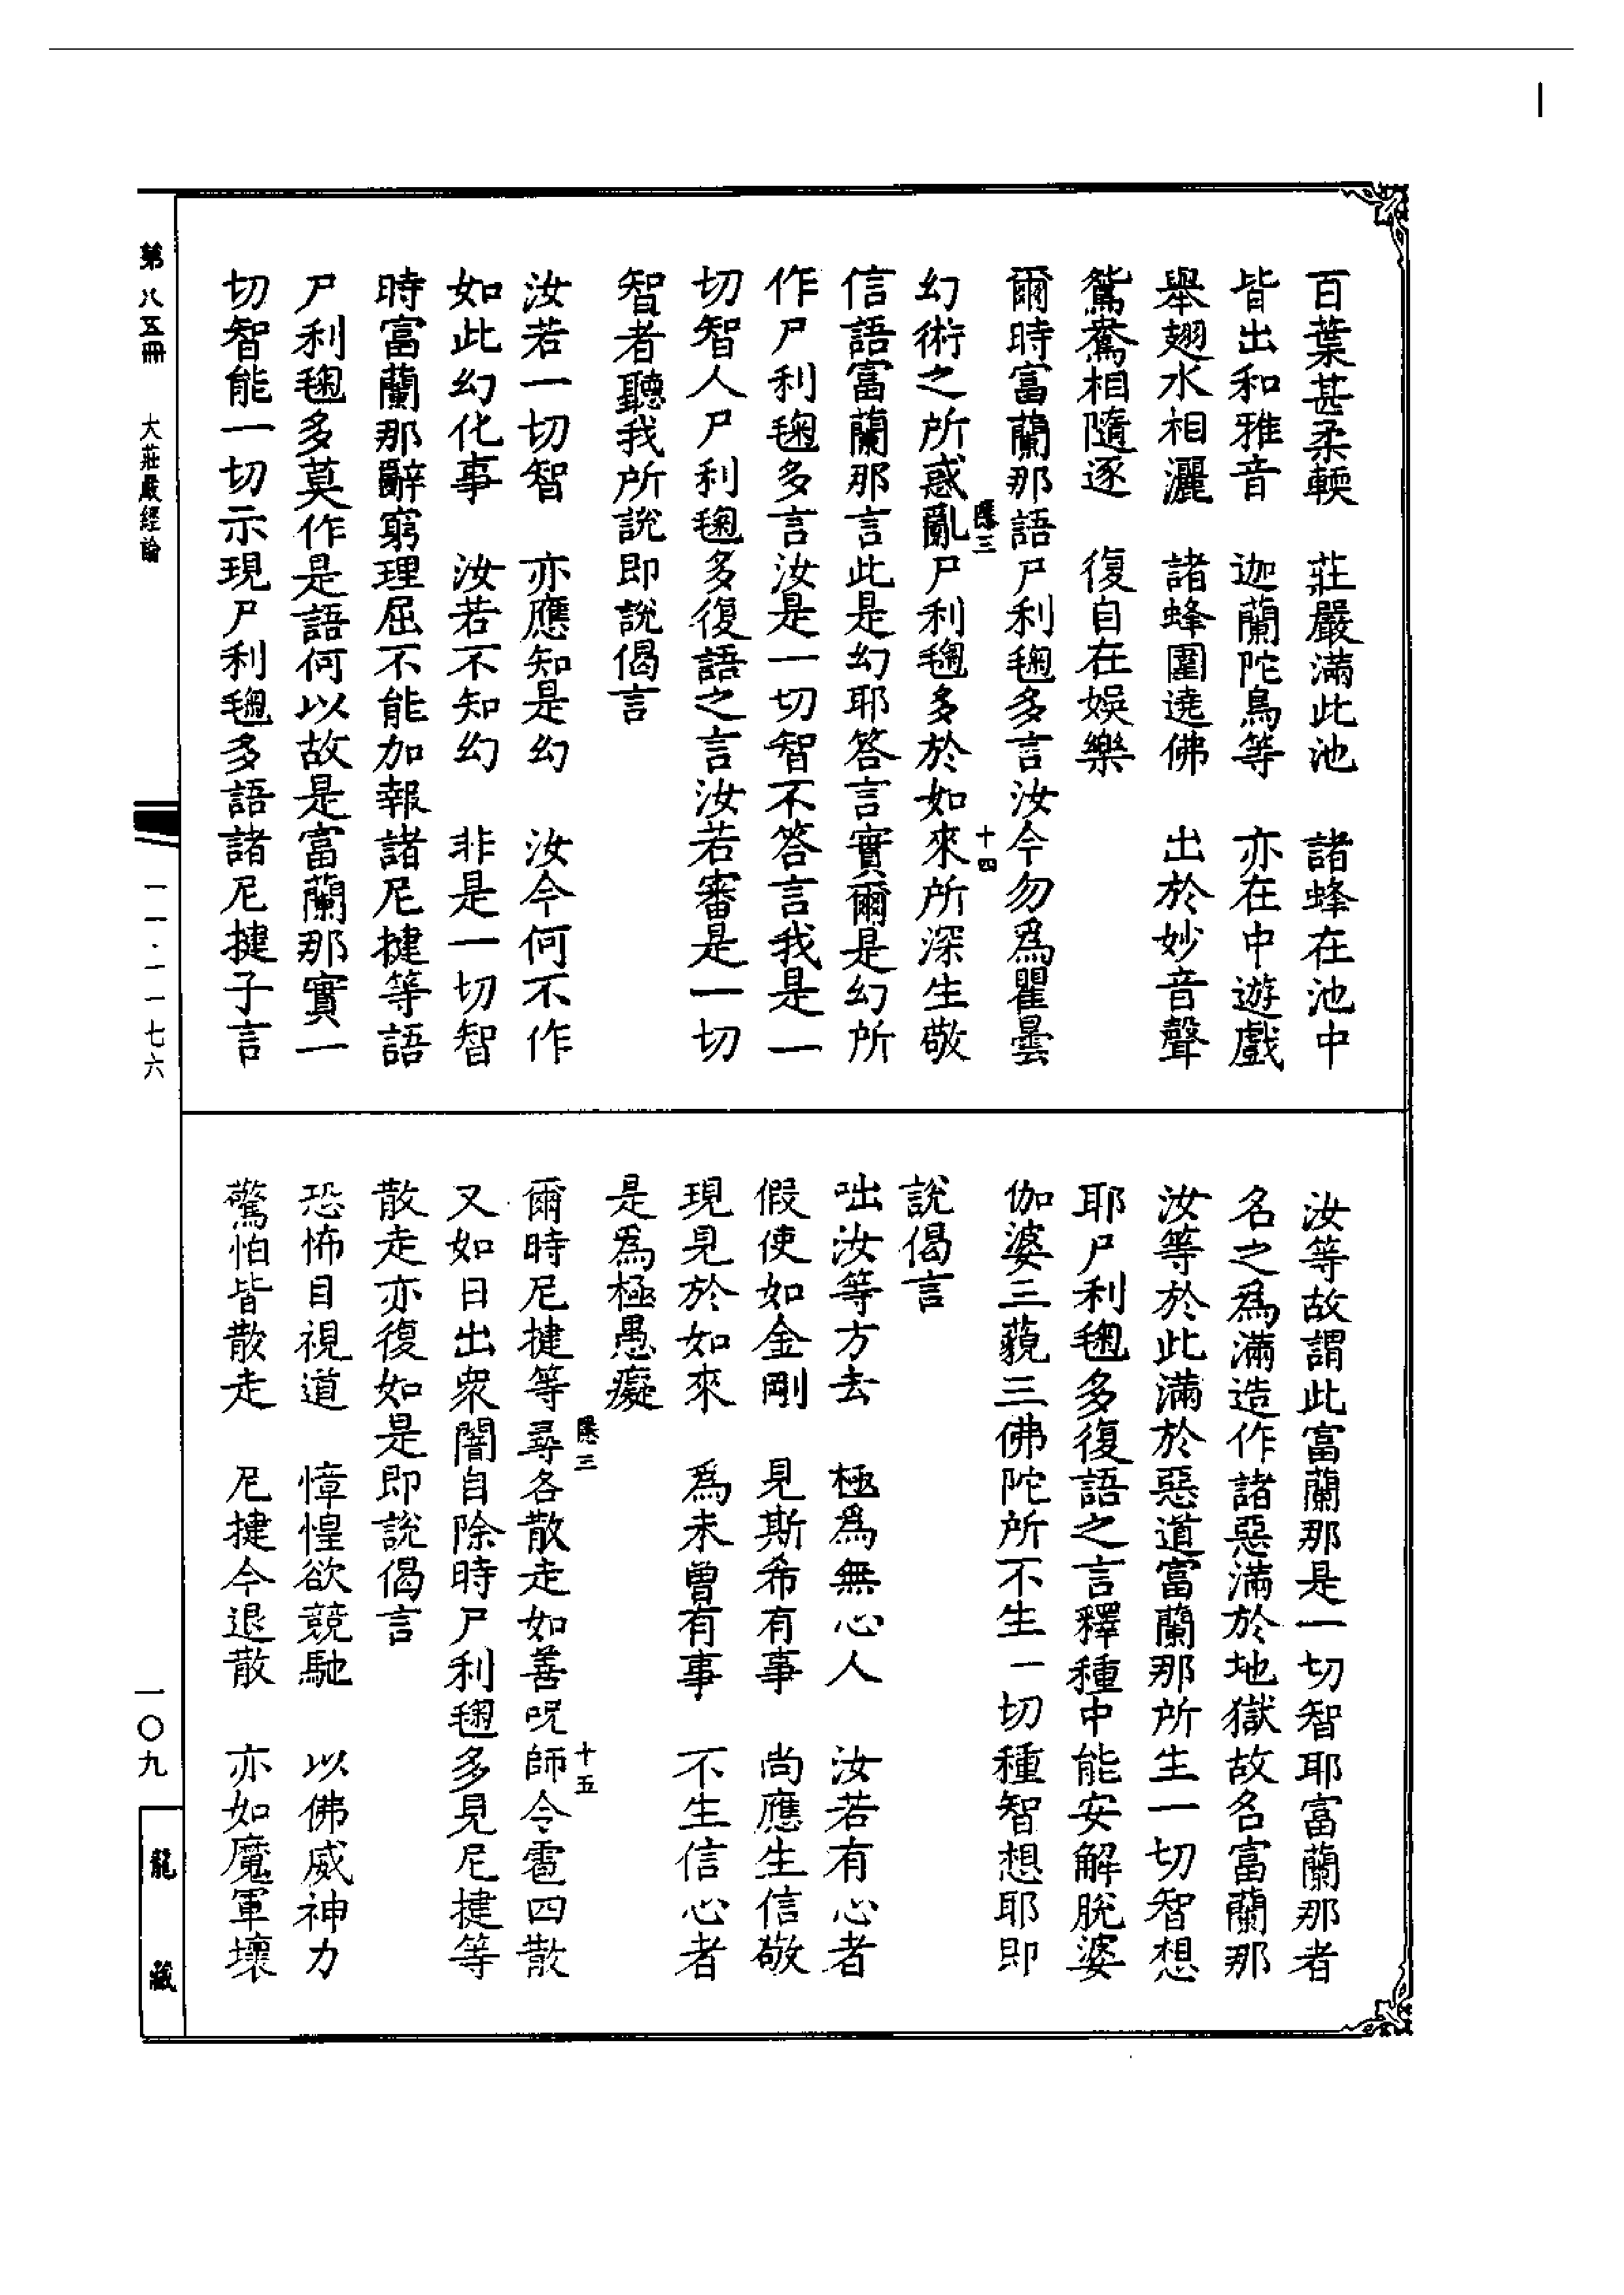 百葉甚柔輭　莊嚴滿此池　諸蜂在池中
皆出和雅音　迦蘭陀鳥等　亦在中遊戲
舉翅水相灑　諸蜂圍遶佛　出於妙音聲
鴛鴦相隨逐　復自在娛樂
爾時富蘭那語尸利毱多言汝今勿為瞿曇
幻術之所惑亂尸利毱多於如來所深生敬
應三
十四
信語富蘭那言此是幻耶答言實爾是幻所
作尸利毱多言汝是一切智不答言我是一
切智人尸利毱多復語之言汝若審是一切
智者聽我所說即說偈言
汝若一切智　亦應知是幻　汝今何不作
如此幻化事　汝若不知幻　非是一切智
時富蘭那辭窮理屈不能加報諸尼揵等語
尸利毱多莫作是語何以故是富蘭那實一
切智能一切示現尸利毱多語諸尼揵子言
汝等故謂此富蘭那是一切智耶富蘭那者
名之為滿造作諸惡滿於地獄故名富蘭那
汝等於此滿於惡道富蘭那所生一切智想
耶尸利毱多復語之言釋種中能安解脫婆
伽婆三藐三佛陀所不生一切種智想耶即
說偈言
咄汝等方去　極為無心人　汝若有心者
假使如金剛　見斯希有事　尚應生信敬
現見於如來　為未曾有事　不生信心者
是為極愚癡
爾時尼揵等尋各散走如善呪師令雹四散
應三
十五
又如日出眾闇自除時尸利毱多見尼揵等
散走亦復如是即說偈言
恐怖目視道　慞惶欲競馳　以佛威神力
驚怕皆散走　尼揵今退散　亦如魔軍壞
第八五冊　大莊嚴經論
一一·一一七六
一〇九
龍藏